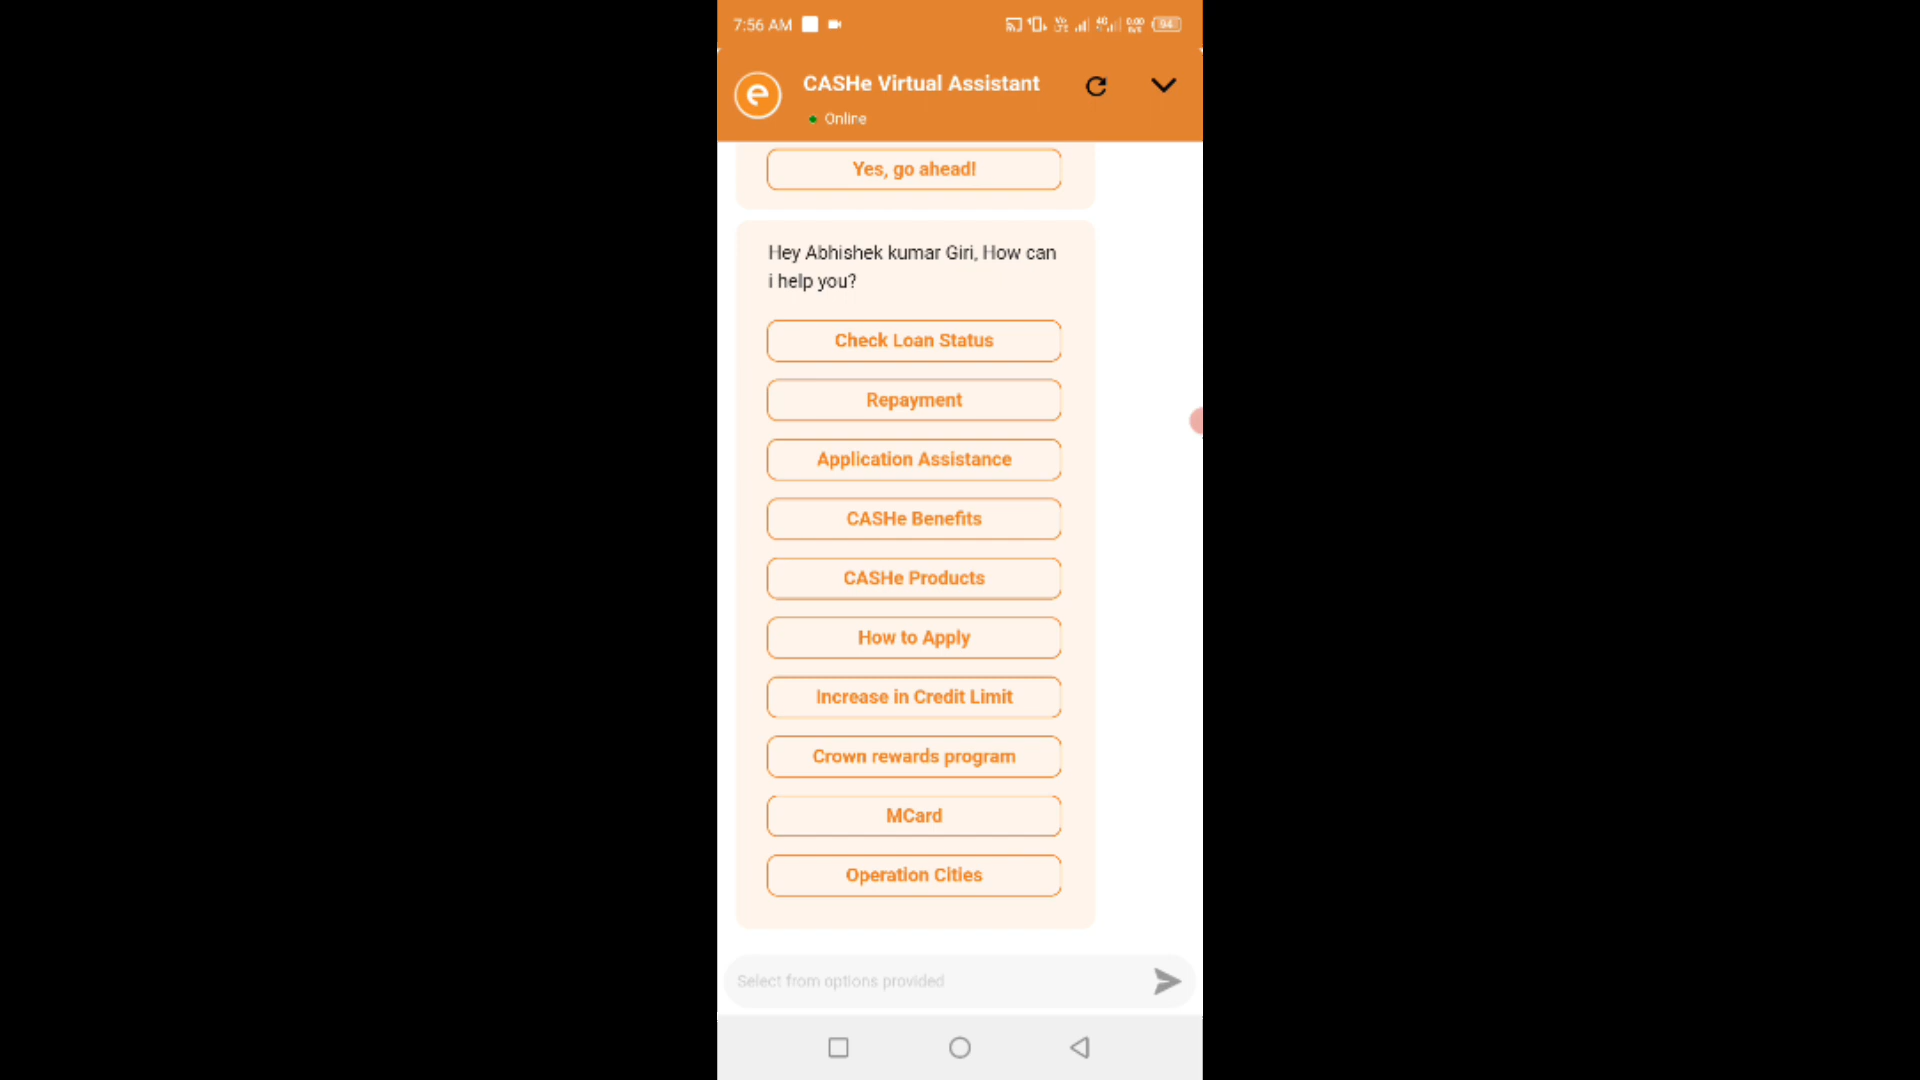 7:56 AM
94
CASHe Virtual Assistant
Online
Yes, go ahead!
Hey Abhishek kumar Giri, How can
i help you?
Check Loan Status
Repayment
Application Assistance
CASHe Benefits
CASHe Products
How to Apply
Increase in Credit Limit
Crown rewards program
MCard
Operation Cities
Select from options provided